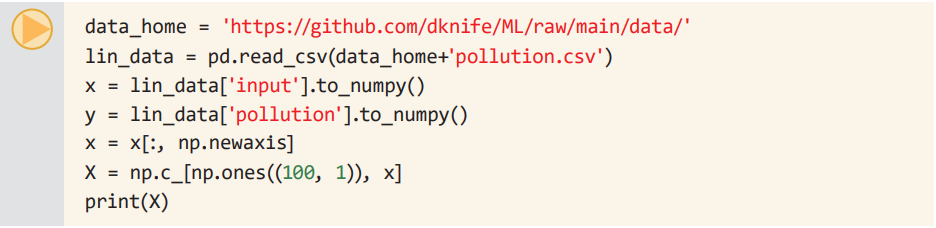 data_home = 'https://github.com/dknife/ML/raw/main/data/'
lin_data = pd.read_csv(data_home+'pollution.csv')
x = lin_data['input'].to_numpy()
y = lin_data['pollution'].to_numpy()
x = x[:, np.newaxis]
X = np.c_[np.ones((100, 1)), x]
print(X)